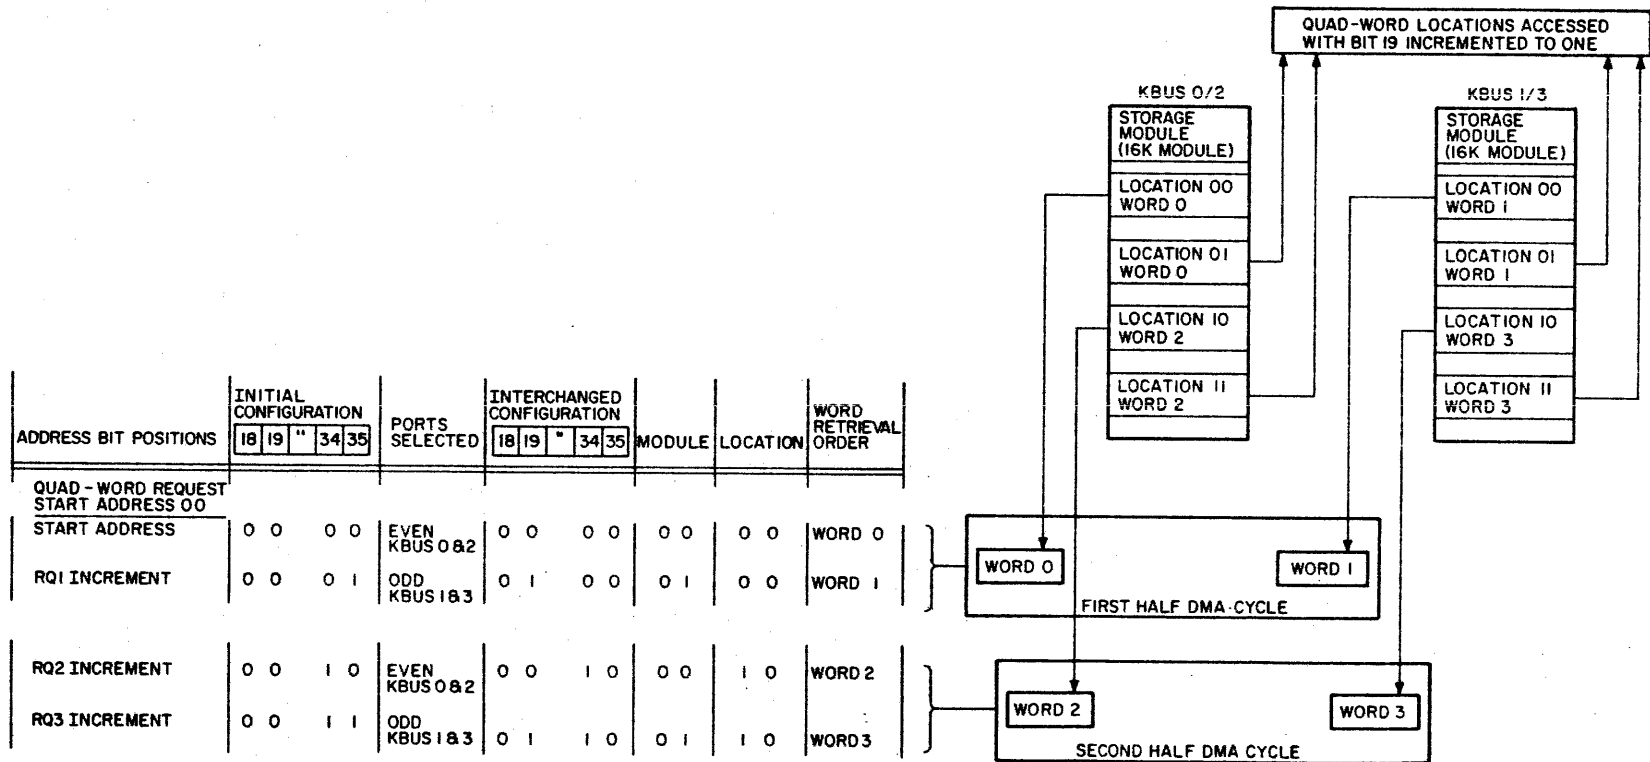 QUAD-WORD LOCATIONS ACCESSED
WITH BIT 19 INCREMENTED TO ONE
KBUS 0/2
STORAGE
MODULE
(16K MODULE)
LOCATION 00
WORD 0
LOCATION 01
WORD 0
LOCATION 10
WORD 2
LOCATION 11
WORD 2
KBUS 1/3
STORAGE
MODULE
(16K MODULE)
LOCATION 00
WORD 1
LOCATION 01
WORD 1
LOCATION 10
WORD 3
LOCATION 11
WORD 3
ADDRESS BIT POSITIONS
INITIAL
CONFIGURATION
18 19 " 34 35
PORTS
SELECTED
INTERCHANGED
CONFIGURATION
18 19 " 34 35
MODULE
LOCATION
WORD
RETRIEVAL
ORDER
QUAD-WORD REQUEST
START ADDRESS 00
START ADDRESS 0 0 0 0 EVEN 0 0 0 0 0 0 0 0 WORD 0
KBUS 0&2
RQ1 INCREMENT 0 0 0 1 ODD 0 1 0 0 0 1 0 0 WORD 1
KBUS 1&3
RQ2 INCREMENT 0 0 1 0 EVEN 0 0 1 0 0 0 1 0 WORD 2
KBUS 0&2
RQ3 INCREMENT 0 0 1 1 ODD
KBUS 1&3 0 1 1 0 0 1 1 0 WORD 3
WORD 0
WORD 1
FIRST HALF DMA-CYCLE
WORD 2
WORD 3
SECOND HALF DMA CYCLE